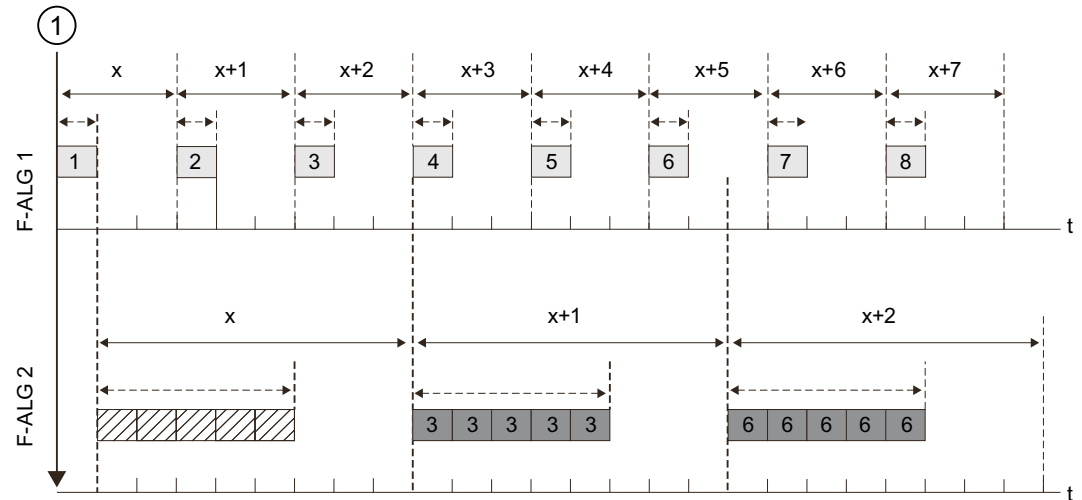 1
x x+1 x+2 x+3 x+4 x+5 x+6 x+7
F-ALG 1
1 2 3 4 5 6 7 8
t
x x+1 x+2
F-ALG 2
3 3 3 3 3 6 6 6 6 6
t